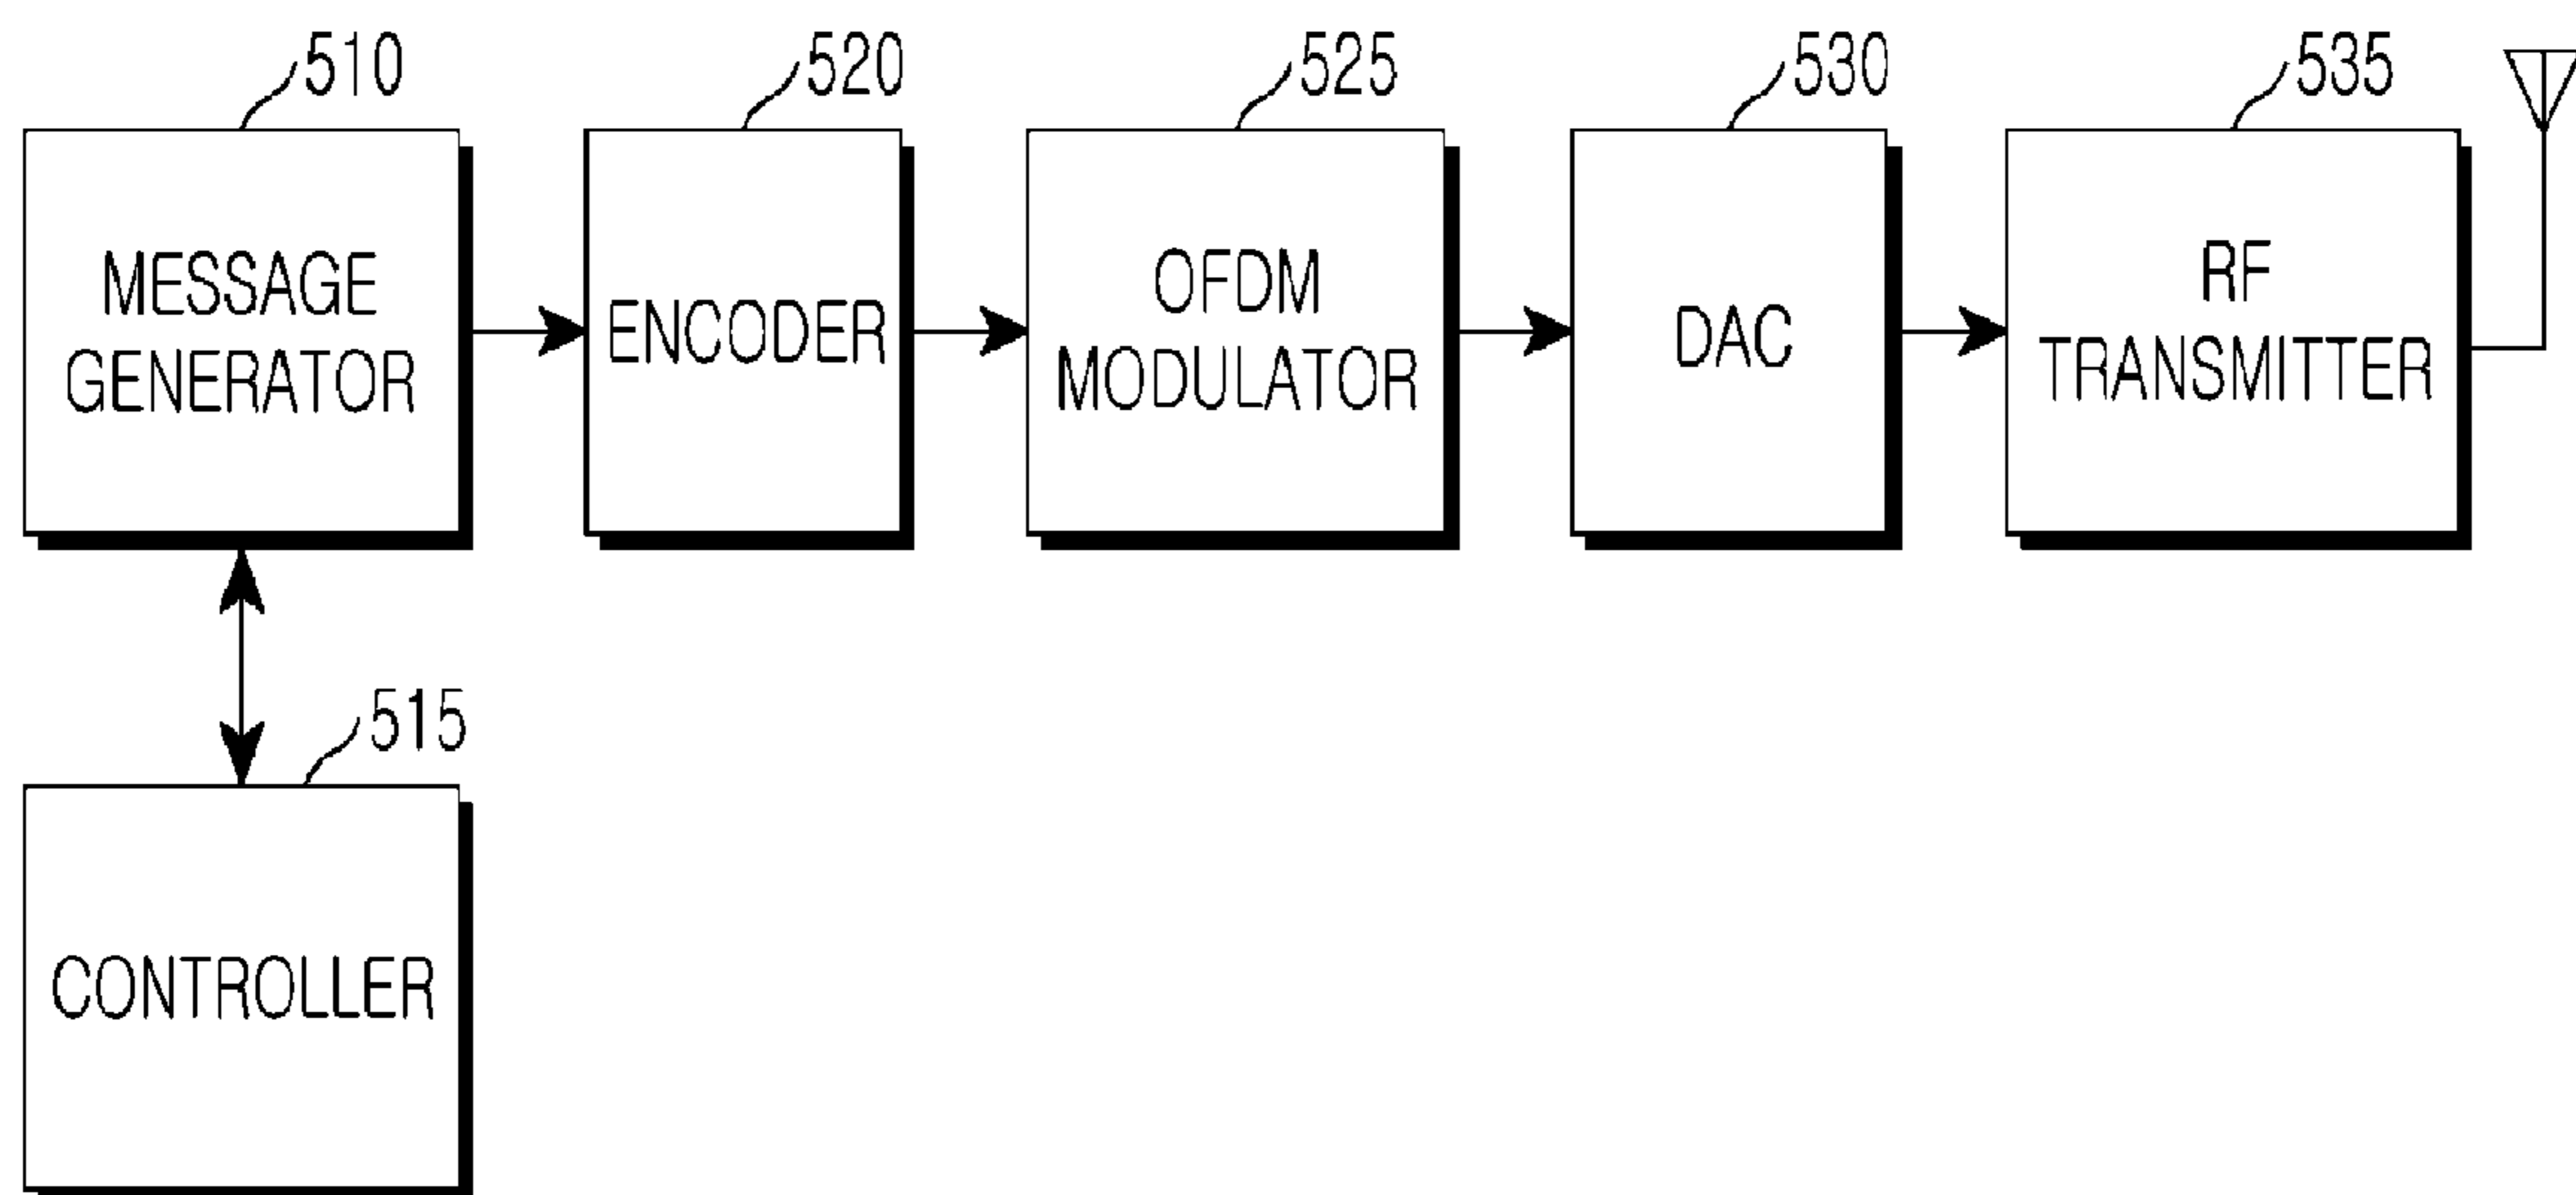 510
520
525
530
535
MESSAGE
GENERATOR
ENCODER
OFDM
MODULATOR
DAC
RF
TRANSMITTER
515
CONTROLLER